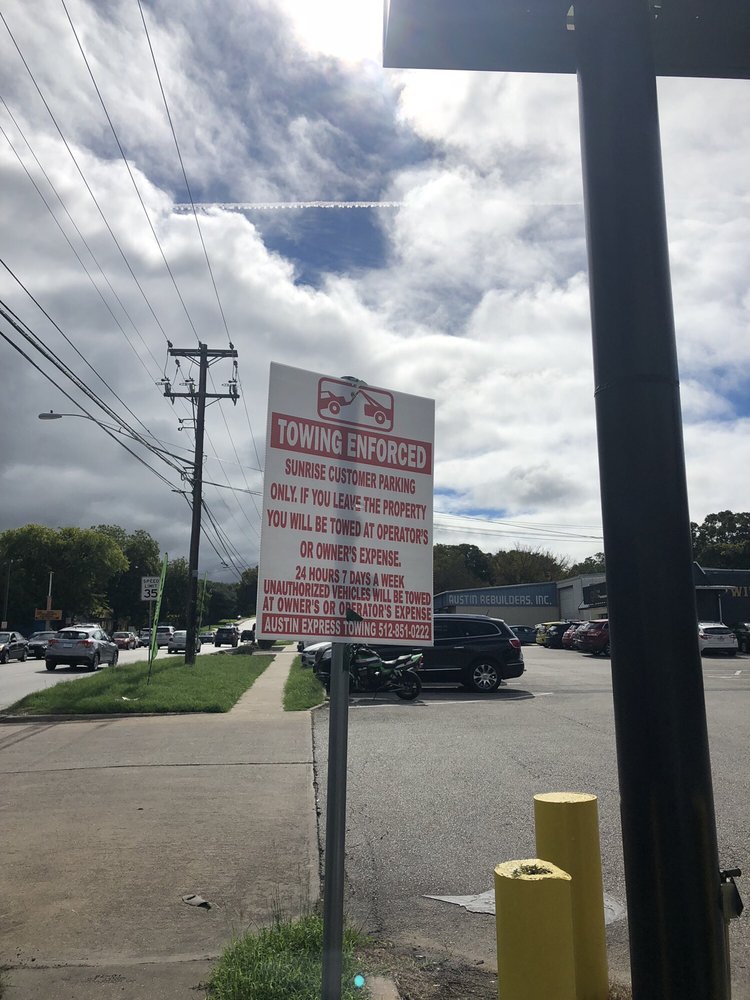 TOWING ENFORCED
SUNRISE CUSTOMER PARKING
ONLY. IF YOU LEAVE THE PROPERTY
YOU WILL BE TOWED AT OPERATOR'S
OR OWNER'S EXPENSE.
24 HOURS 7 DAYS A WEEK
UNAUTHORIZED VEHICLES WILL BE TOWED
AT OWNER'S OR OPERATOR'S EXPENSE
AUSTIN EXPRESS TOWING 512-851-0222
SPEED
LIMIT
35
AUSTIN REBUILDERS, INC.